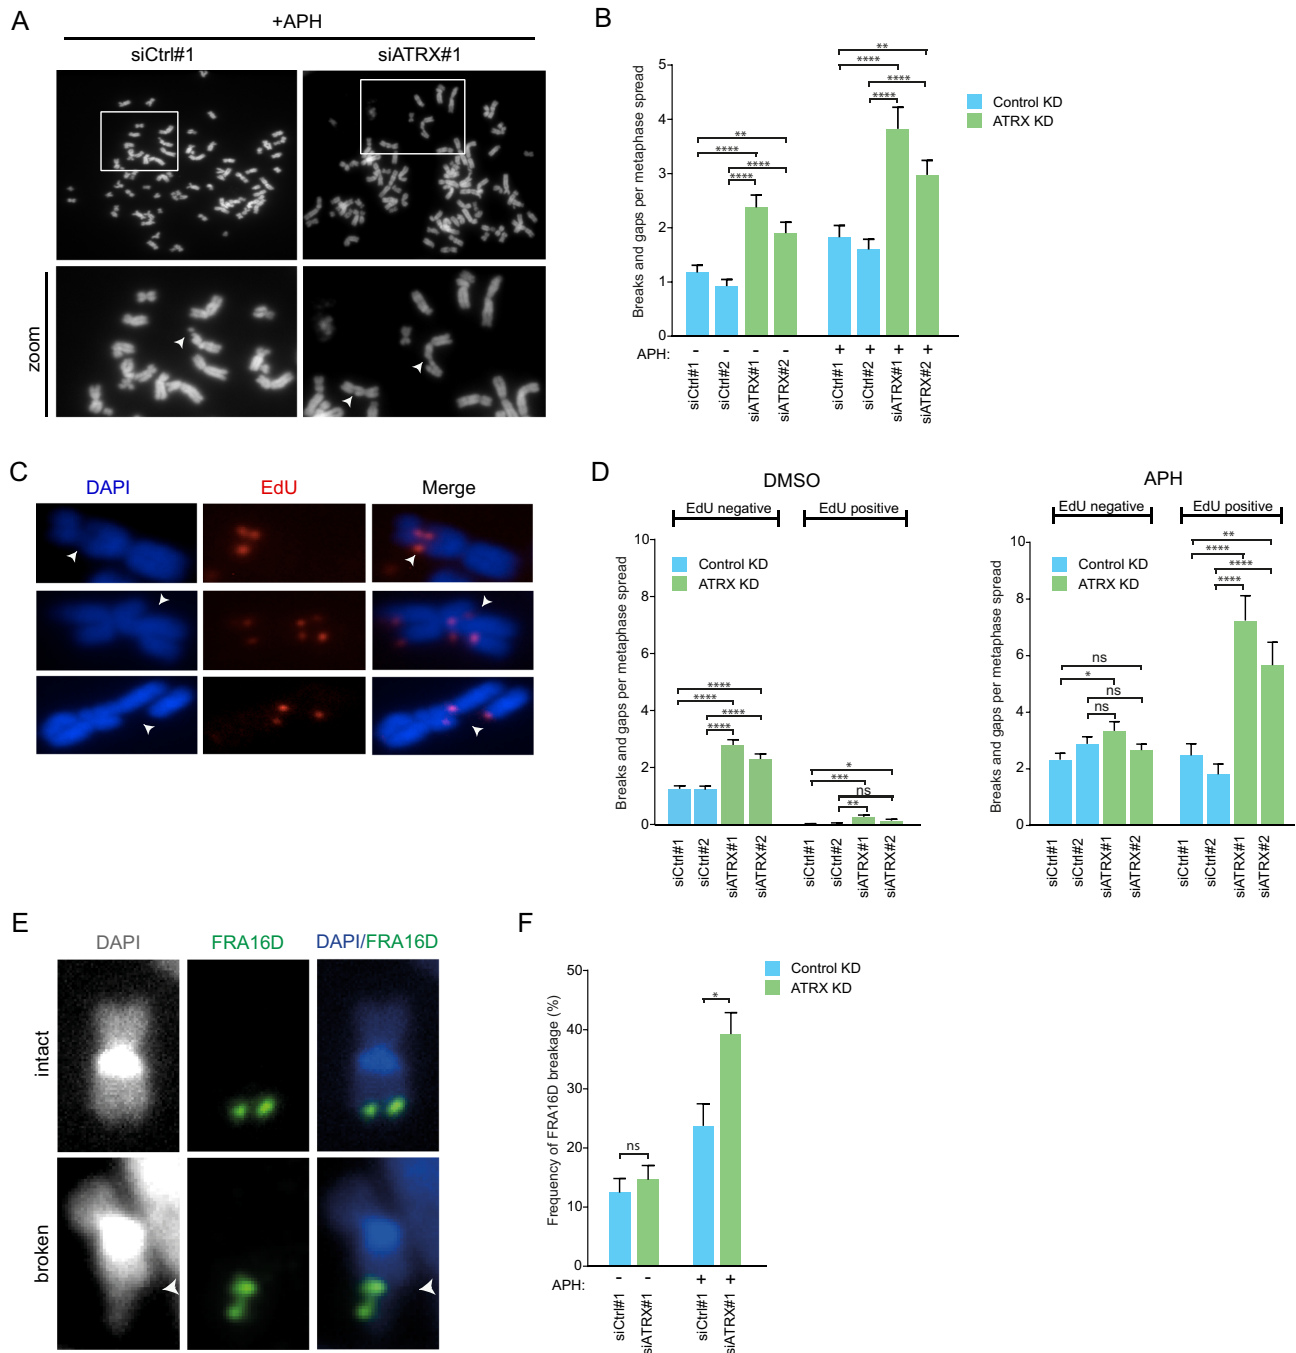 A
+APH
siCtrl#1
siATRX#1
zoom
B
Breaks and gaps per metaphase spread
5
4
3
2
1
0
**
****
****
****
**
****
****
****
Control KD
ATRX KD
APH:
- - - - + + + +
siCtrl#1
siCtrl#2
siATRX#1
siATRX#2
siCtrl#1
siCtrl#2
siATRX#1
siATRX#2
C
DAPI
EdU
Merge
D
DMSO
EdU negative
EdU positive
Breaks and gaps per metaphase spread
10
8
6
4
2
0
Control KD
ATRX KD
****
****
****
****
*
***
ns
**
siCtrl#1
siCtrl#2
siATRX#1
siATRX#2
siCtrl#1
siCtrl#2
siATRX#1
siATRX#2
APH
EdU negative
EdU positive
Breaks and gaps per metaphase spread
10
8
6
4
2
0
Control KD
ATRX KD
ns
*
ns
ns
**
****
****
****
siCtrl#1
siCtrl#2
siATRX#1
siATRX#2
siCtrl#1
siCtrl#2
siATRX#1
siATRX#2
E
DAPI
FRA16D
DAPI/FRA16D
intact
broken
F
Frequency of FRA16D breakage (%)
50
40
30
20
10
0
ns
*
Control KD
ATRX KD
APH:
- - + +
siCtrl#1
siATRX#1
siCtrl#1
siATRX#1